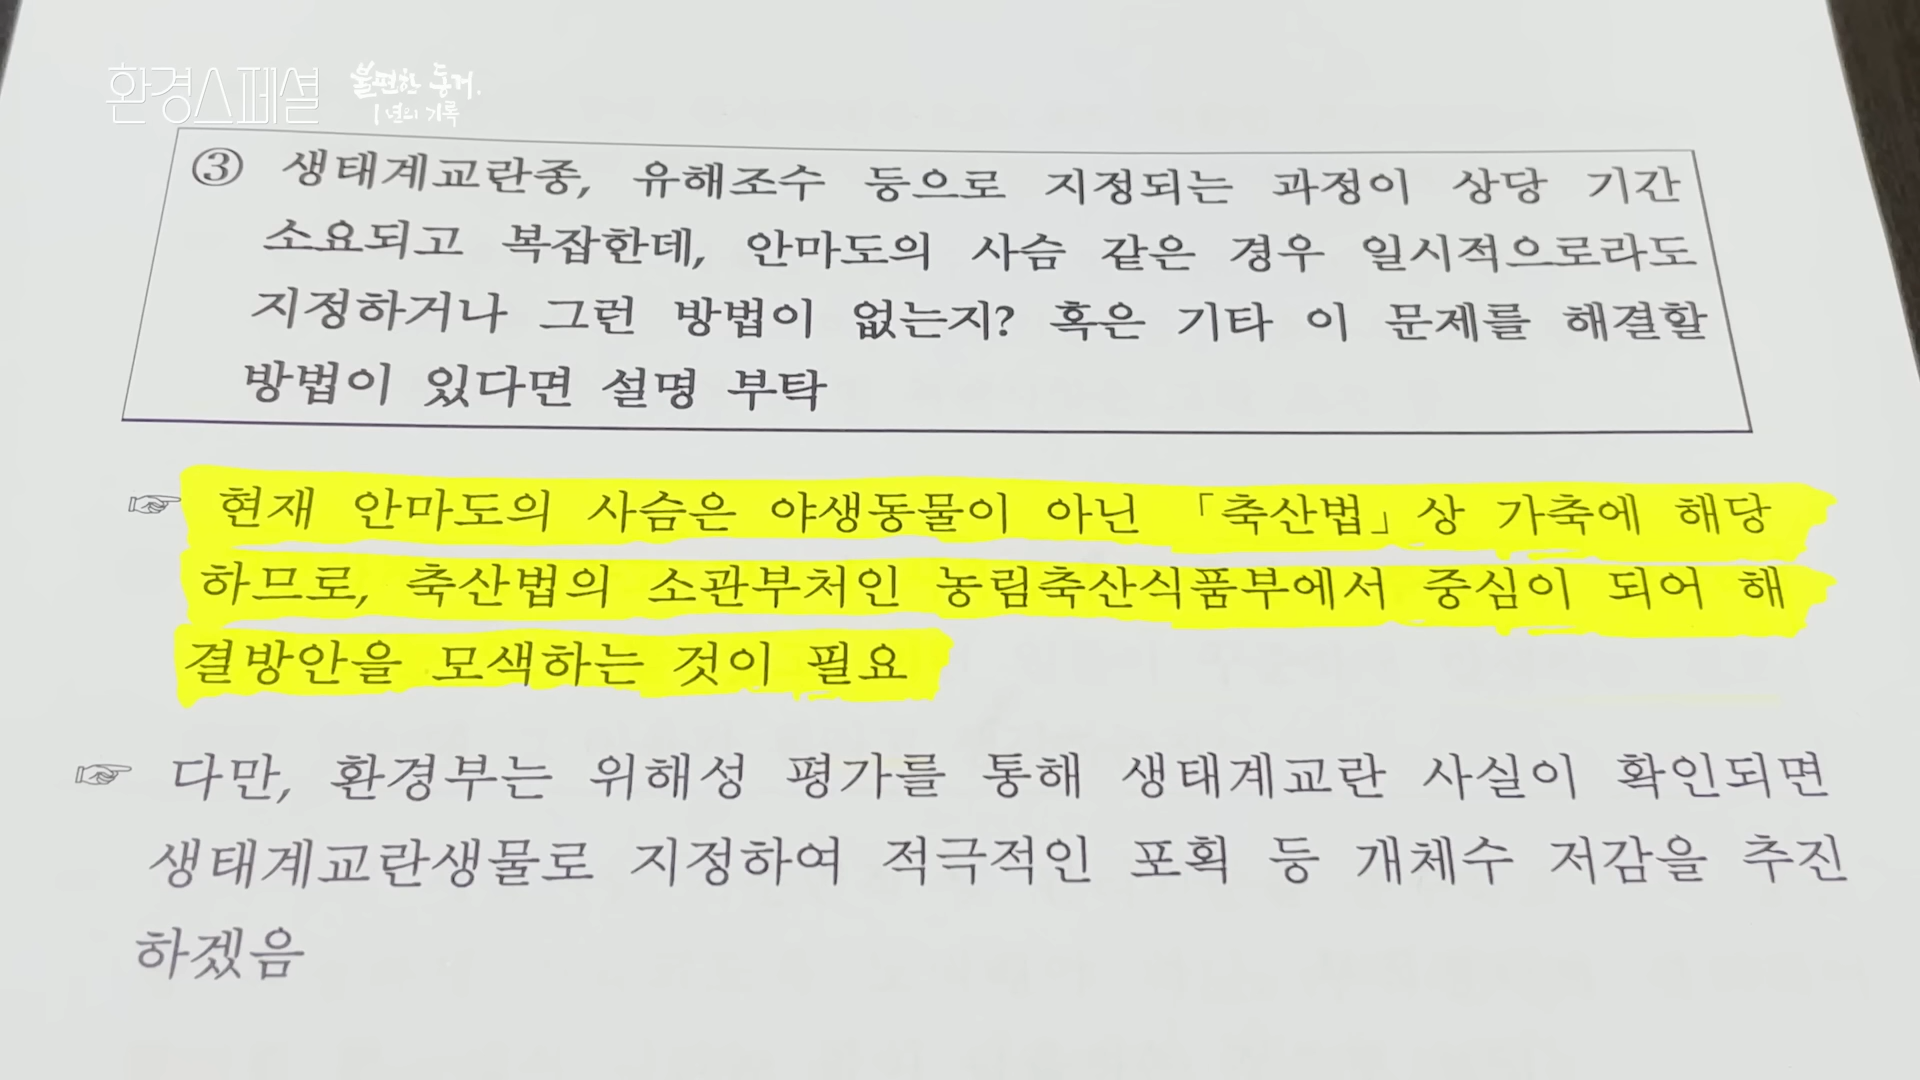 환경스페셜
불편한 동거,
1년의 기록
③ 생태계교란종, 유해조수 등으로 지정되는 과정이 상당 기간
소요되고 복잡한데, 안마도의 사슴 같은 경우 일시적으로라도
지정하거나 그런 방법이 없는지? 혹은 기타 이 문제를 해결할
방법이 있다면 설명 부탁
☞ 현재 안마도의 사슴은 야생동물이 아닌 「축산법」상 가축에 해당
하므로, 축산법의 소관부처인 농림축산식품부에서 중심이 되어 해
결방안을 모색하는 것이 필요
☞ 다만, 환경부는 위해성 평가를 통해 생태계교란 사실이 확인되면
생태계교란생물로 지정하여 적극적인 포획 등 개체수 저감을 추진
하겠음